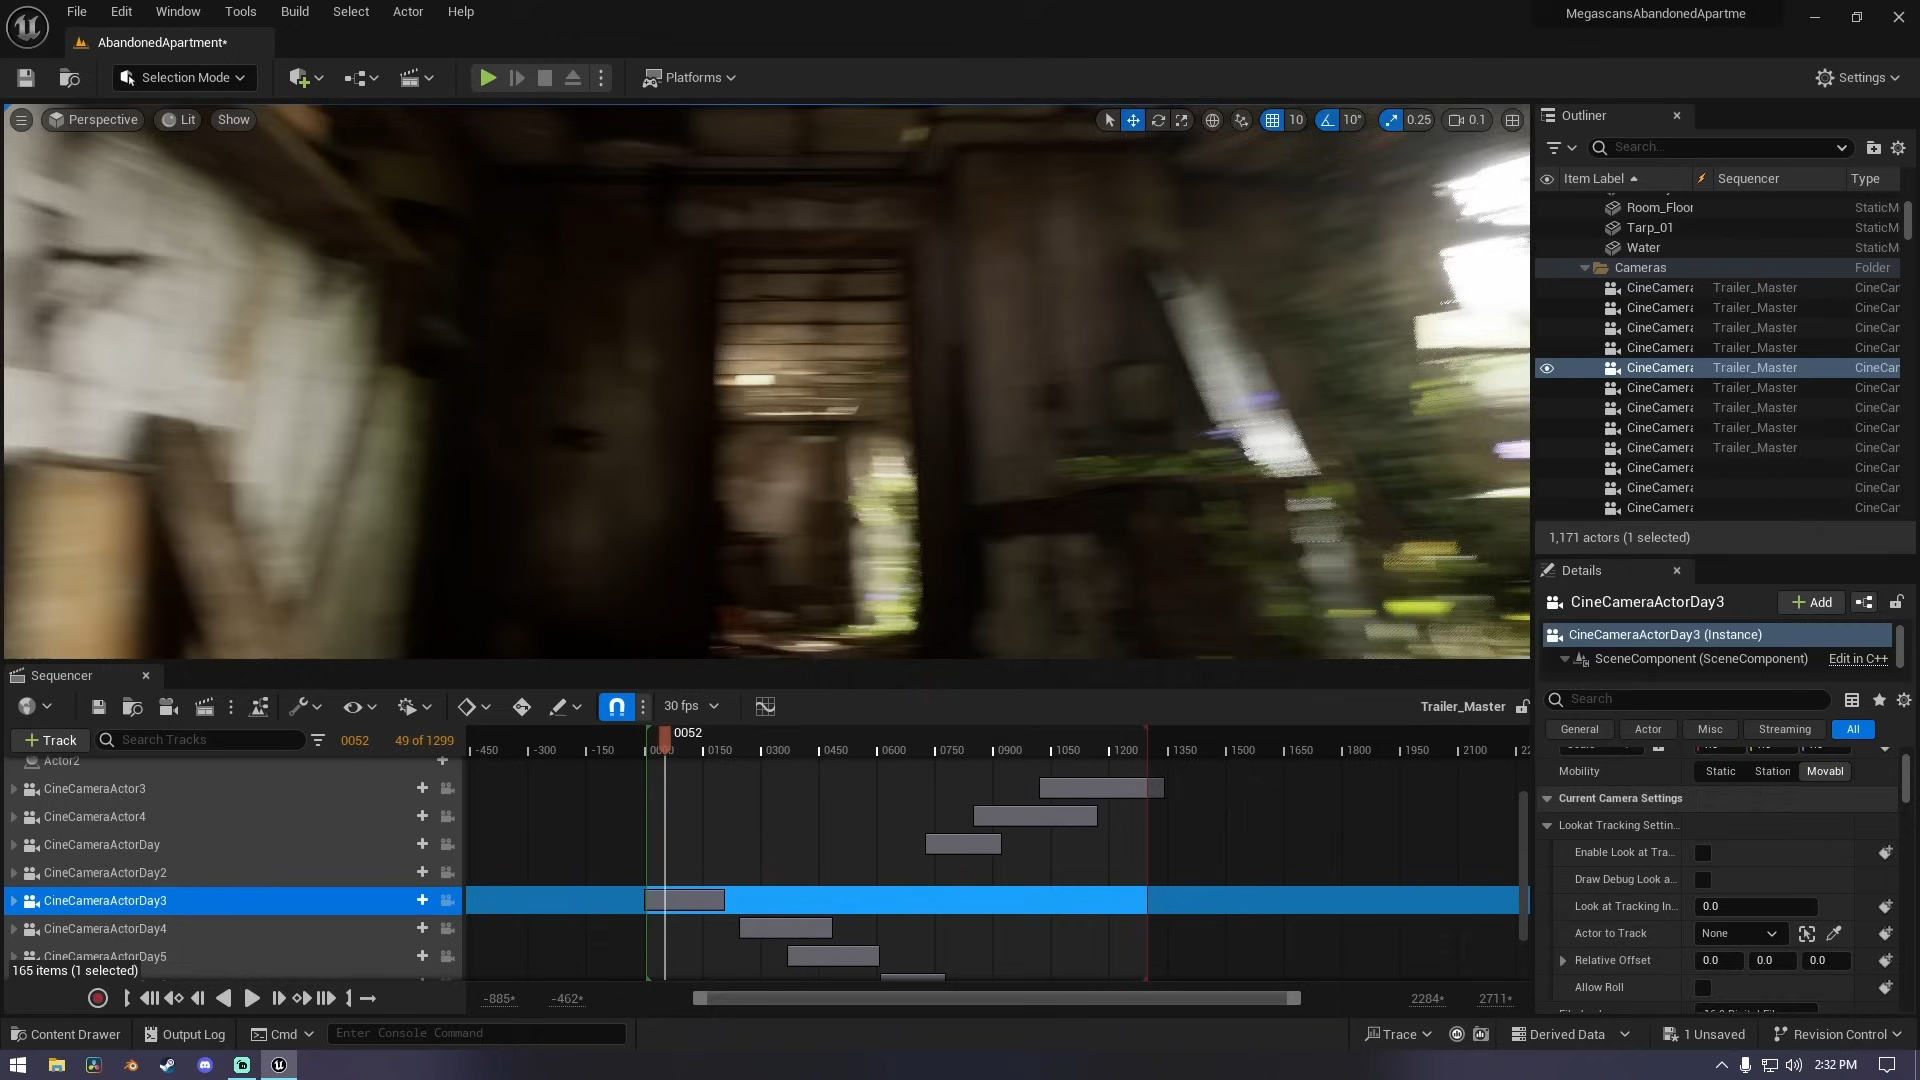 File Edit Window Tools Build Select Actor Help
MegascansAbandonedApartme
AbandonedApartment*
Selection Mode
Platforms
Settings
Perspective
Lit
Show
10
10°
0.25
0.1
Outliner
Search...
Item Label
Sequencer
Type
Room_Floor StaticM
Tarp_01 StaticM
Water StaticM
Cameras Folder
CineCamera Trailer_Master CineCar
CineCamera Trailer_Master CineCar
CineCamera Trailer_Master CineCar
CineCamera Trailer_Master CineCar
CineCamera Trailer_Master CineCar
CineCamera Trailer_Master CineCar
CineCamera Trailer_Master CineCar
CineCamera Trailer_Master CineCar
CineCamera Trailer_Master CineCar
CineCamera CineCar
CineCamera CineCar
CineCamera CineCar
1,171 actors (1 selected)
Details
CineCameraActorDay3
Add
CineCameraActorDay3 (Instance)
SceneComponent (SceneComponent) Edit in C++
Search
General Actor Misc Streaming All
Mobility Static Station Movabl
Current Camera Settings
Lookat Tracking Settin...
Enable Look at Tra...
Draw Debug Look a...
Look at Tracking In... 0.0
Actor to Track None
Relative Offset 0.0 0.0 0.0
Allow Roll
Sequencer
30 fps
Trailer_Master
Track
Search Tracks
0052
49 of 1299
0052
-450 -300 -150 0000 0150 0300 0450 0600 0750 0900 1050 1200 1350 1500 1650 1800 1950 2100 22
Actor2
CineCameraActor3
CineCameraActor4
CineCameraActorDay
CineCameraActorDay2
CineCameraActorDay3
CineCameraActorDay4
CineCameraActorDay5
165 items (1 selected)
-885* -462* 2284* 2711*
Content Drawer
Output Log
Cmd
Enter Console Command
Trace
Derived Data
1 Unsaved
Revision Control
2:32 PM